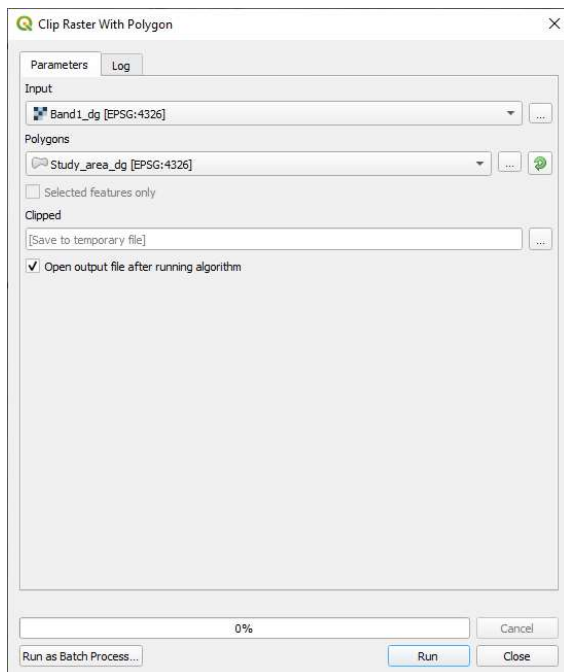 Clip Raster With Polygon
Parameters Log
Input
Band1_dg [EPSG:4326]
...
Polygons
Study_area_dg [EPSG:4326]
...
Selected features only
Clipped
[Save to temporary file]
...
Open output file after running algorithm
0%
Cancel
Run as Batch Process...
Run
Close